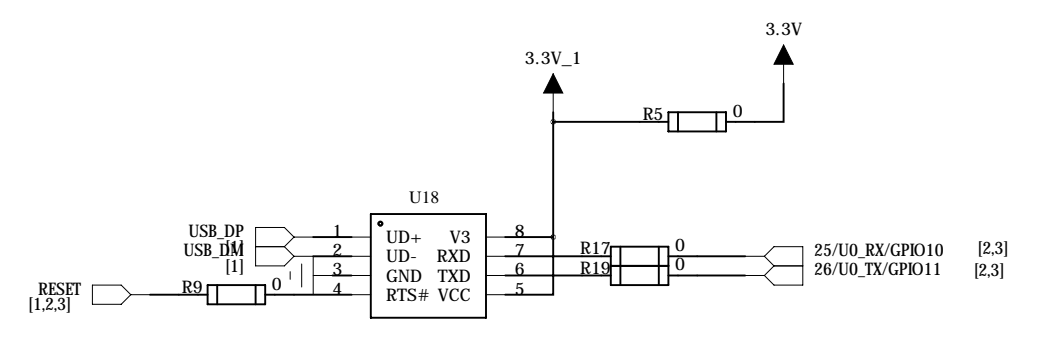 3.3V
3.3V_1
R5 0
U18
USB_DP 1 UD+ V3 8
[1]
USB_DM 2 UD- RXD 7 R17 0 25/U0_RX/GPIO10 [2,3]
[1] 3 GND TXD 6 R19 0 26/U0_TX/GPIO11 [2,3]
RESET R9 0 4 RTS# VCC 5
[1,2,3]